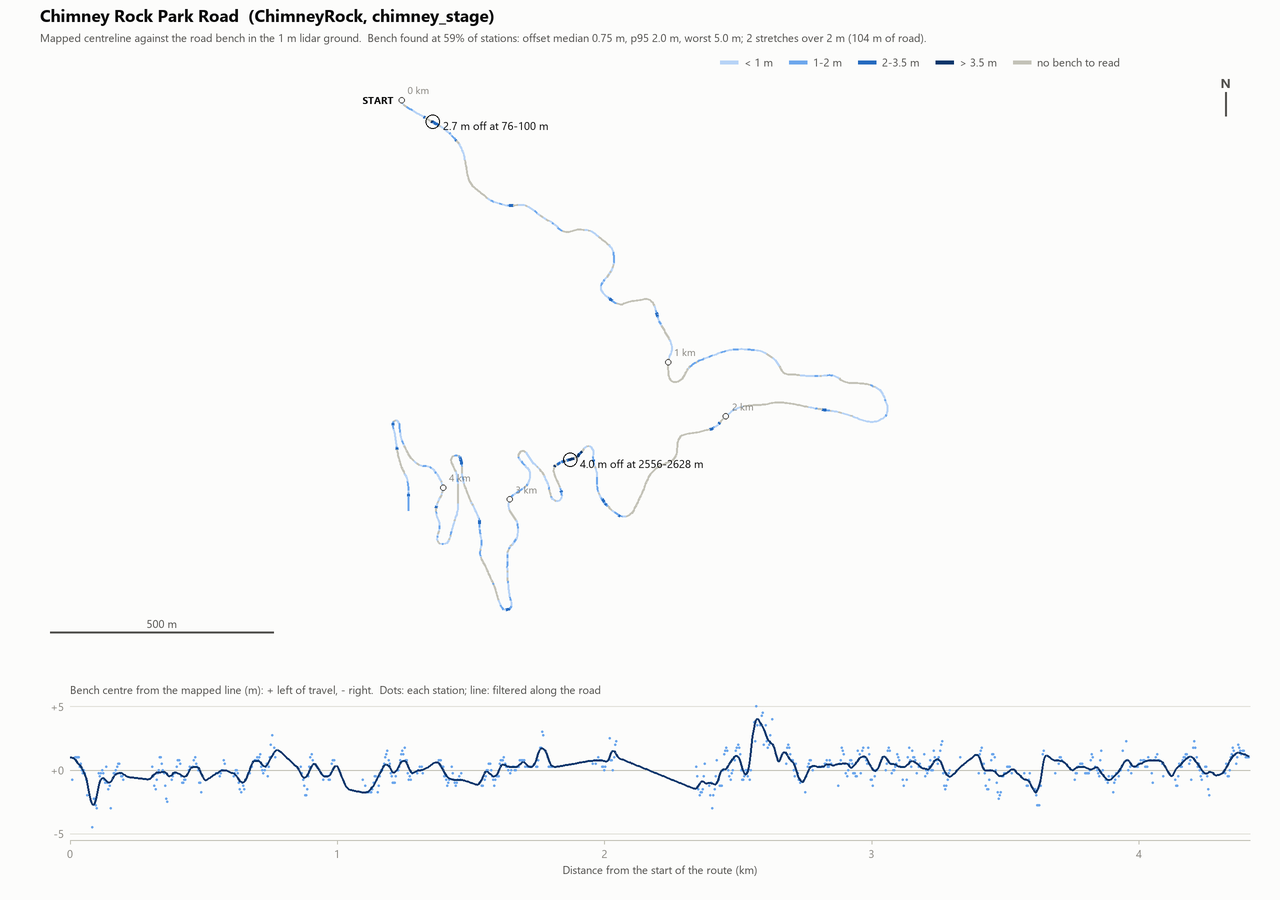 Chimney Rock Park Road  (ChimneyRock, chimney_stage)
Mapped centreline against the road bench in the 1 m lidar ground.  Bench found at 59% of stations: offset median 0.75 m, p95 2.0 m, worst 5.0 m; 2 stretches over 2 m (104 m of road).
< 1 m   1-2 m   2-3.5 m   > 3.5 m   no bench to read
N
0 km
START
2.7 m off at 76-100 m
1 km
2 km
4.0 m off at 2556-2628 m
4 km
3 km
500 m
Bench centre from the mapped line (m): + left of travel, - right.  Dots: each station; line: filtered along the road
+5
+0
-5
0   1   2   3   4
Distance from the start of the route (km)